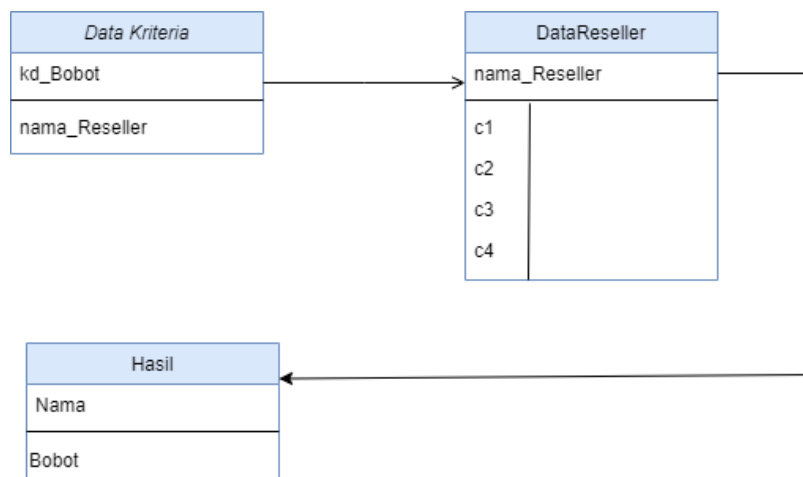 Data Kriteria
kd_Bobot
nama_Reseller
DataReseller
nama_Reseller
c1
c2
c3
c4
Hasil
Nama
Bobot